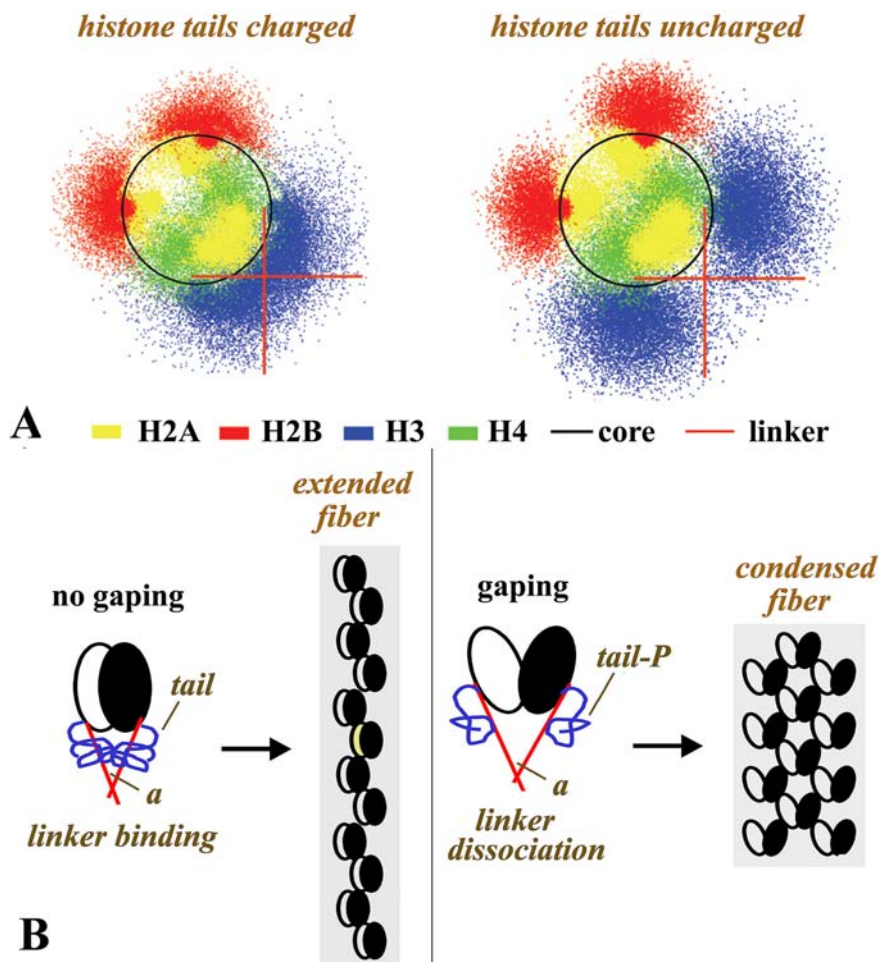 histone tails charged
histone tails uncharged
A
H2A H2B H3 H4 core linker
extended
fiber
no gaping
tail
a
linker binding
B
gaping
condensed
fiber
tail-P
a
linker
dissociation